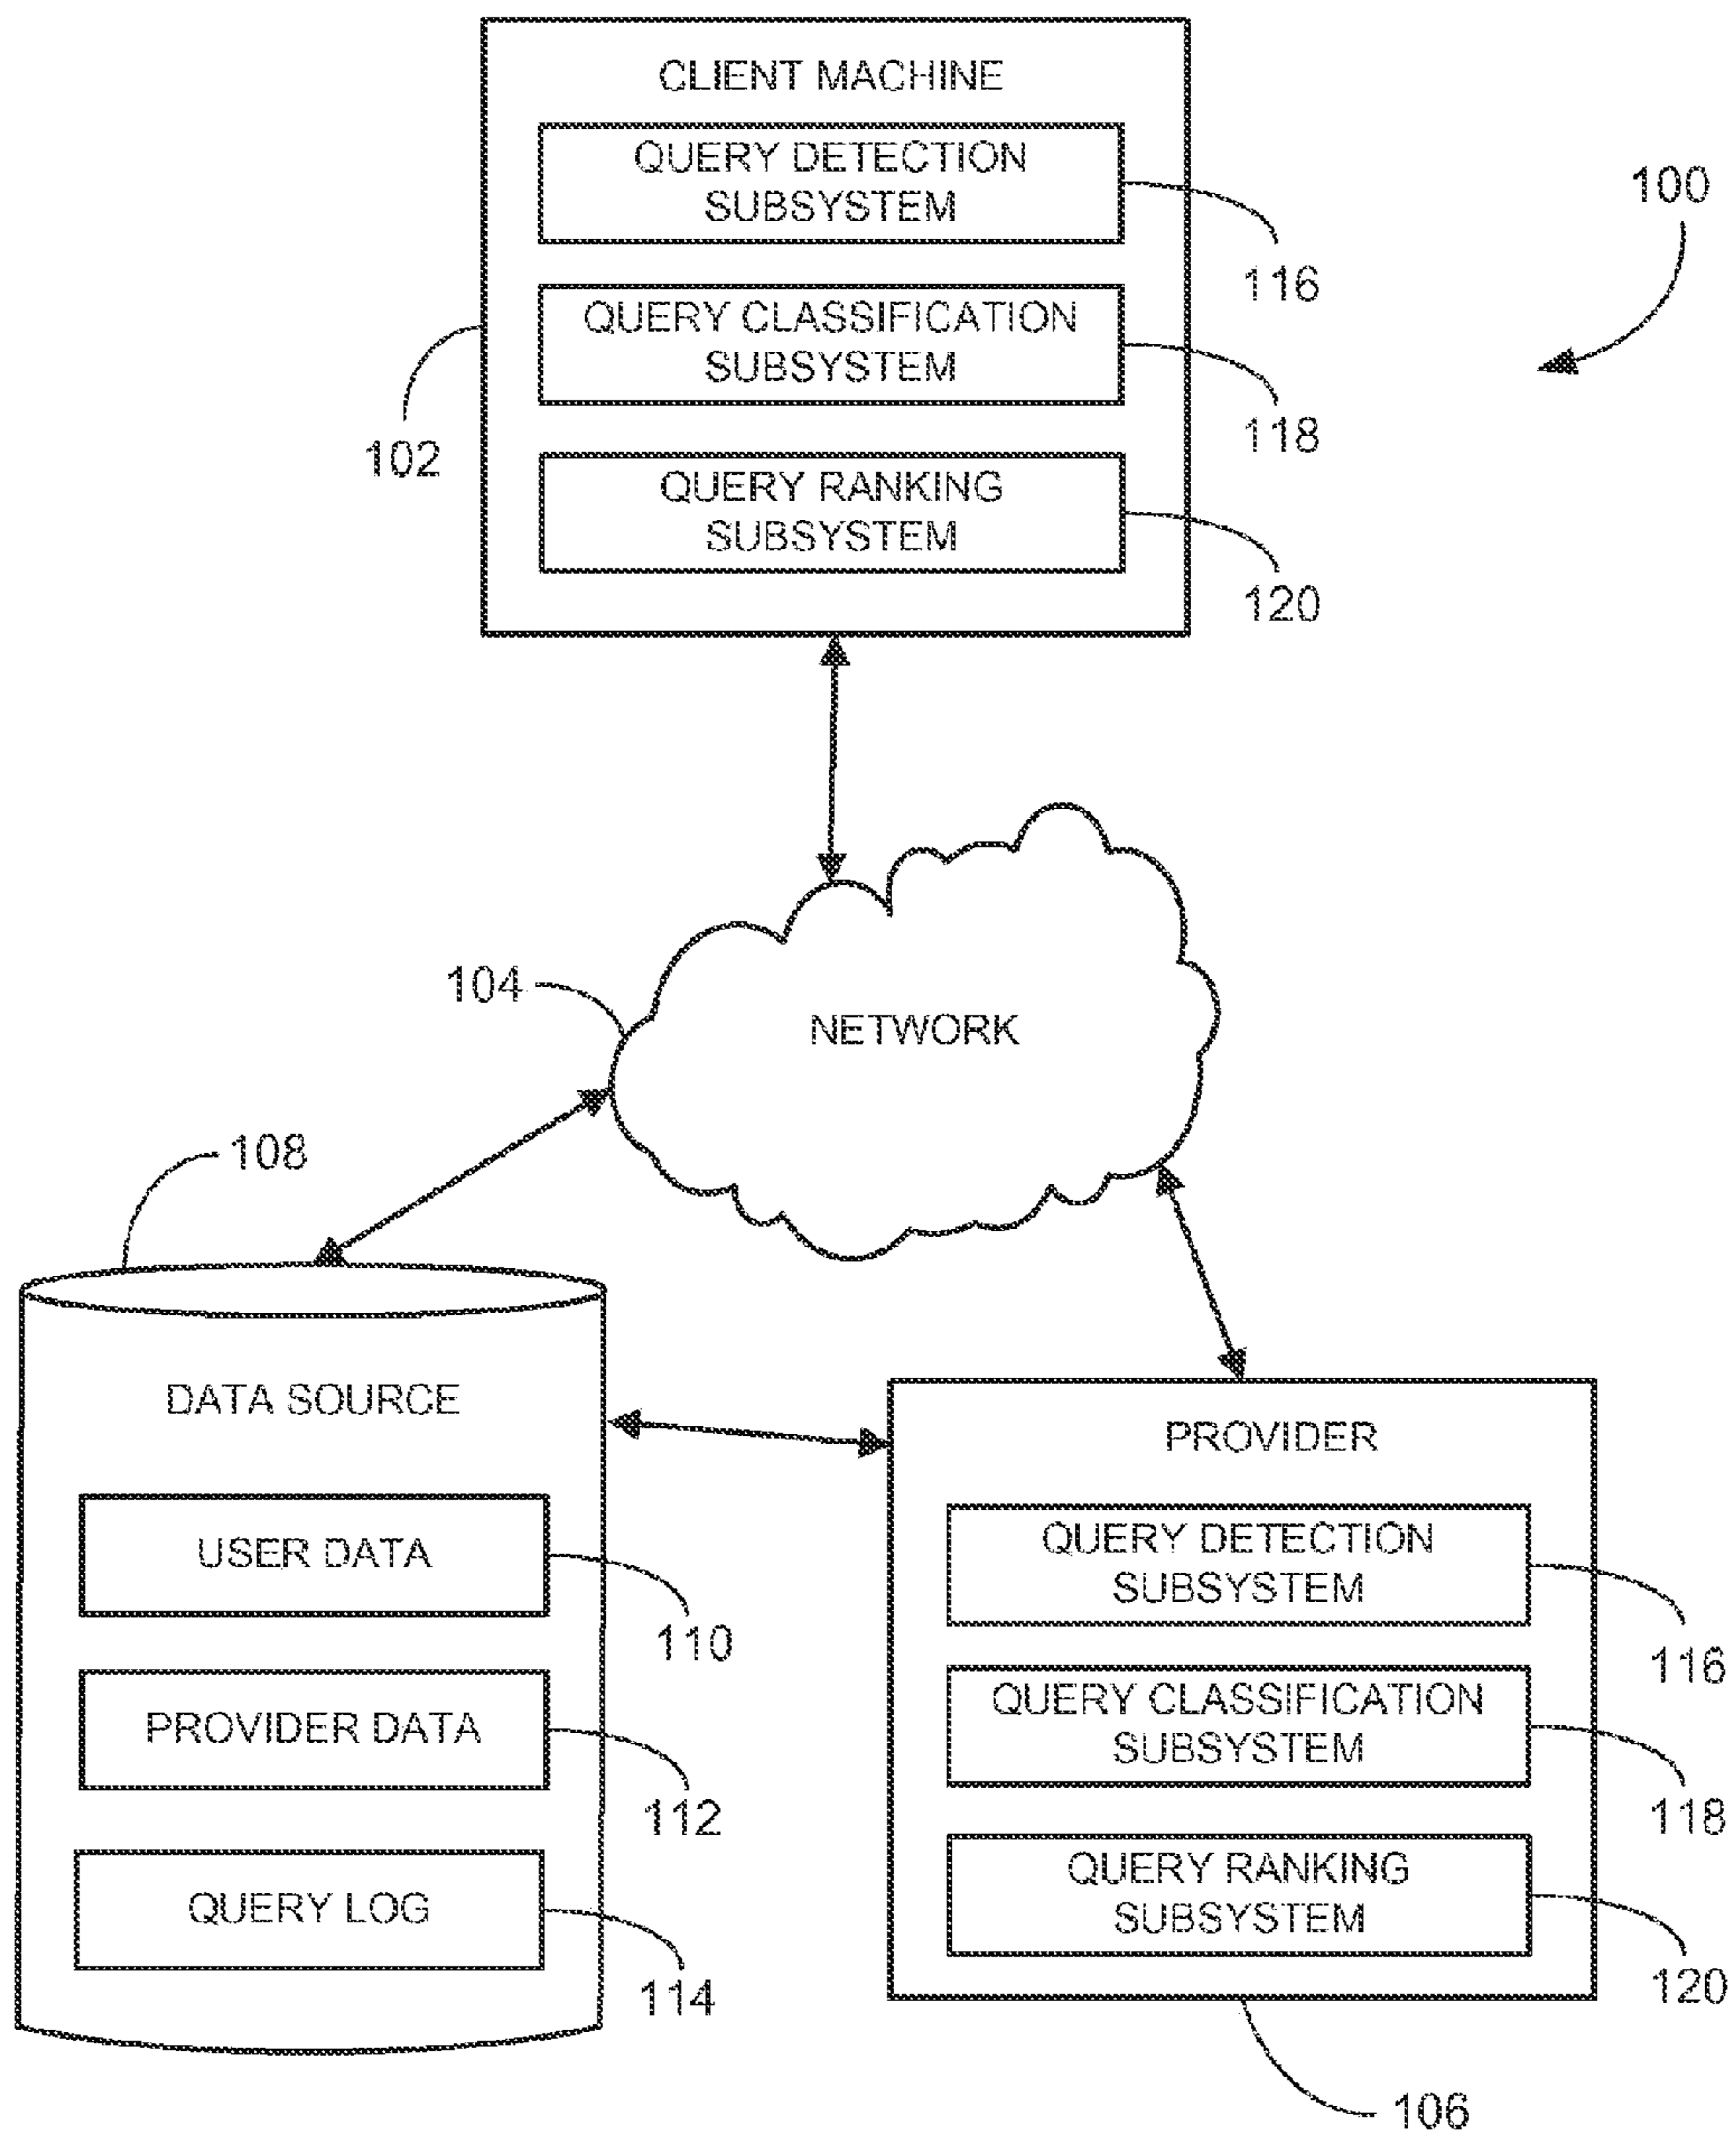 CLIENT MACHINE
QUERY DETECTION
SUBSYSTEM
100
116
QUERY CLASSIFICATION
SUBSYSTEM
118
102
QUERY RANKING
SUBSYSTEM
120
104
NETWORK
108
DATA SOURCE
USER DATA
110
PROVIDER DATA
112
QUERY LOG
114
PROVIDER
QUERY DETECTION
SUBSYSTEM
116
QUERY CLASSIFICATION
SUBSYSTEM
118
QUERY RANKING
SUBSYSTEM
120
106